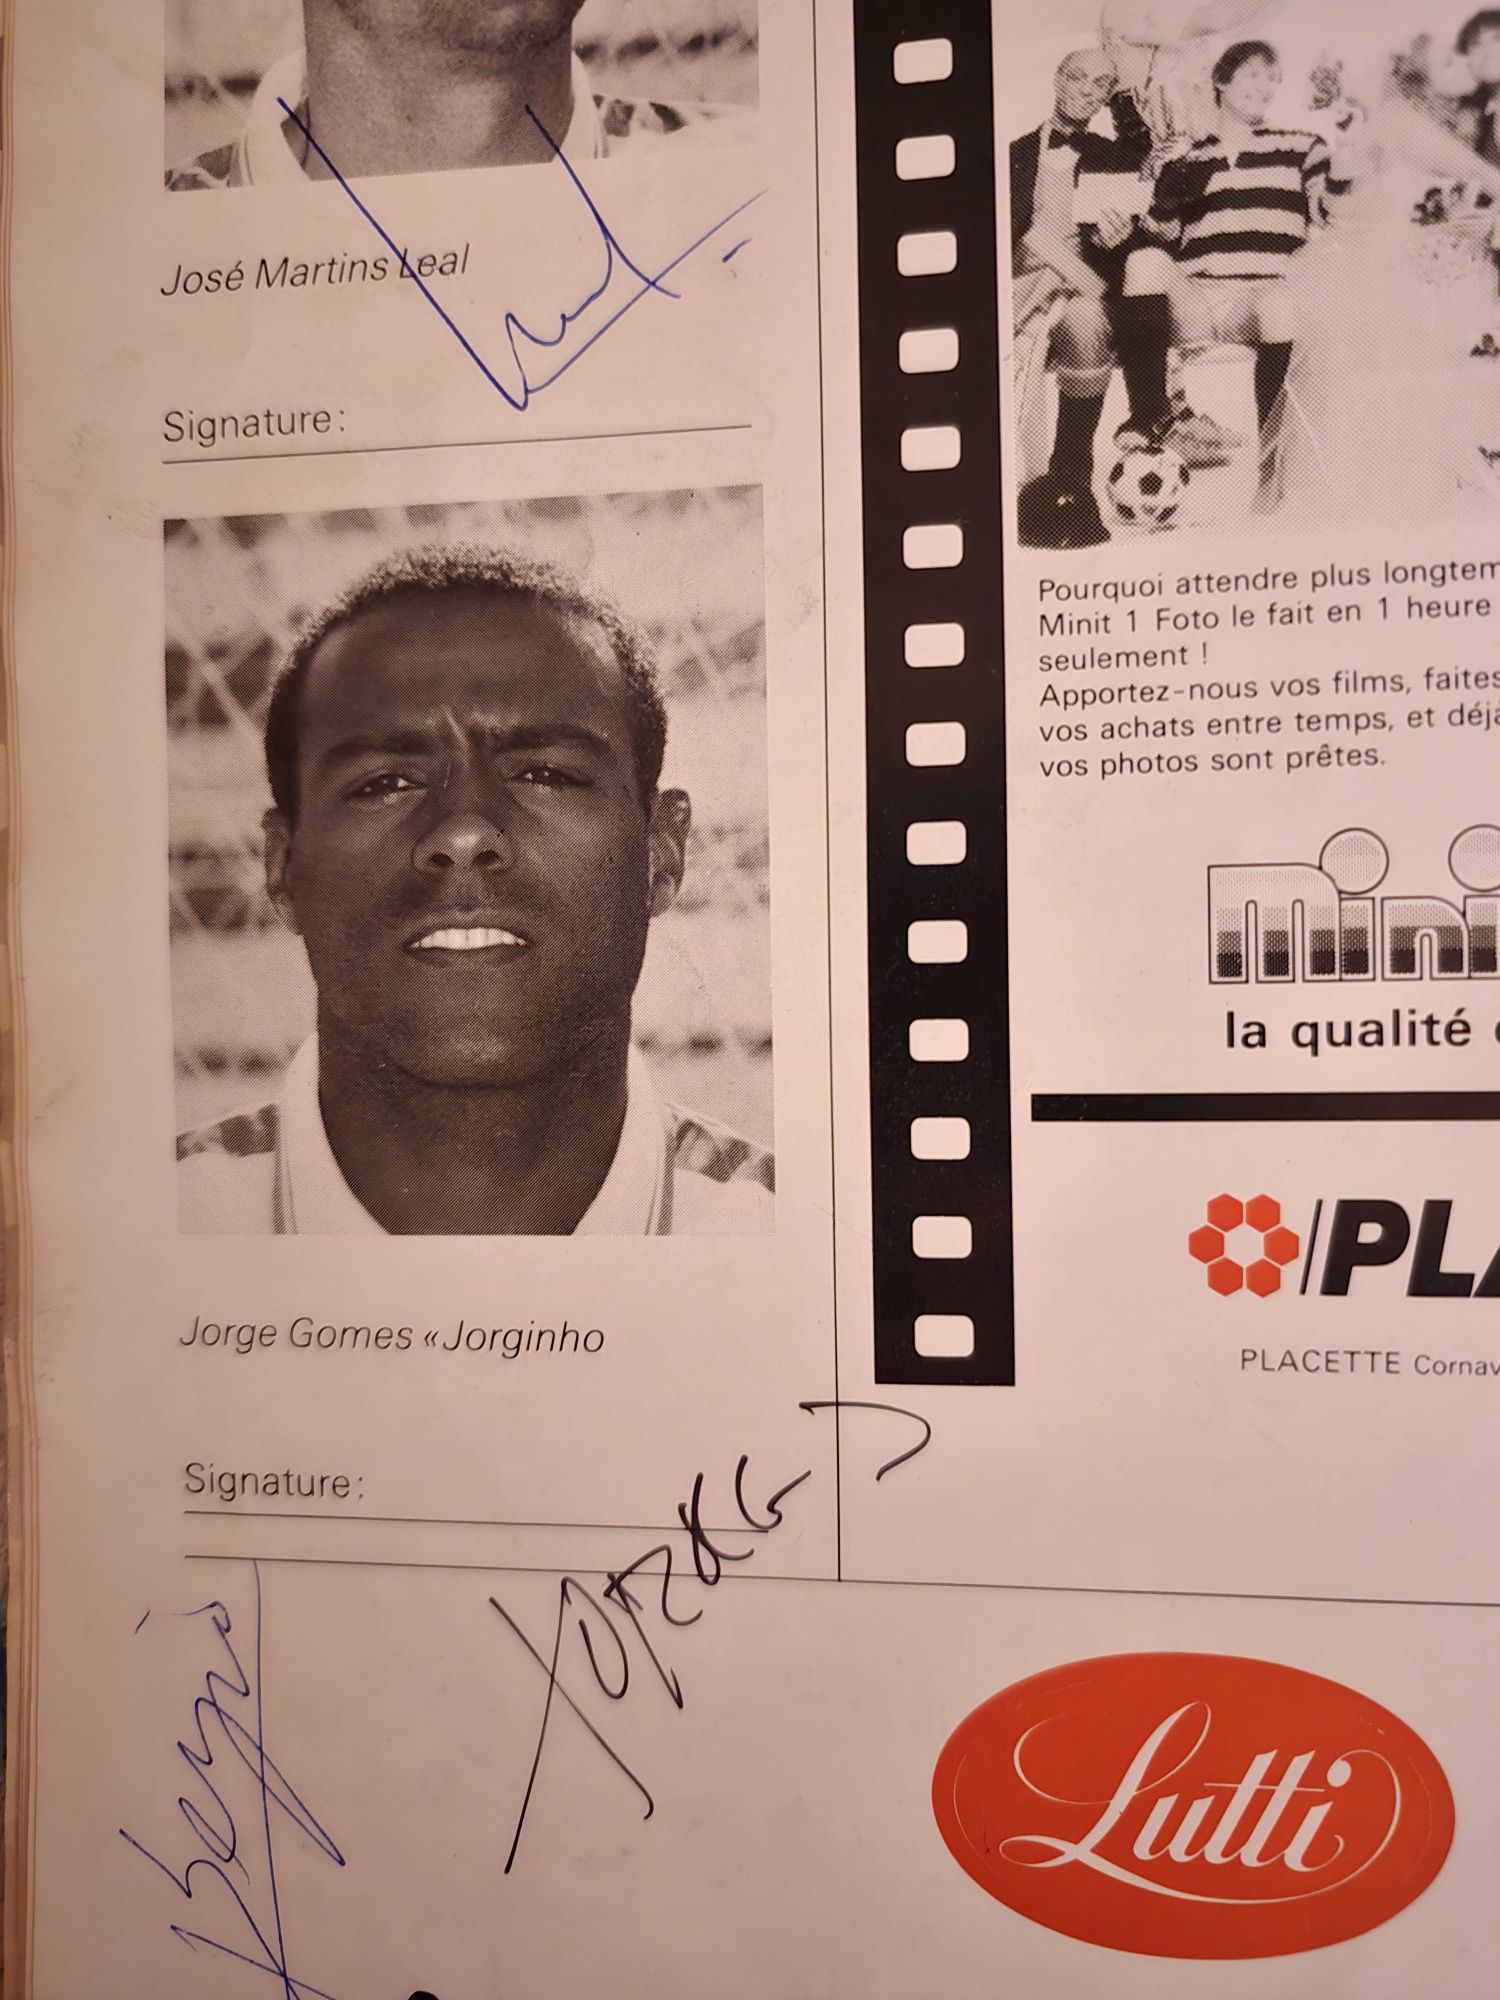 José Martins Leal
Signature:
Jorge Gomes «Jorginho
Signature:
Pourquoi attendre plus longtem
Minit 1 Foto le fait en 1 heure
seulement !
Apportez-nous vos films, faites
vos achats entre temps, et déjà
vos photos sont prêtes.
Mini
la qualité
PLA
PLACETTE Cornav
Lutti